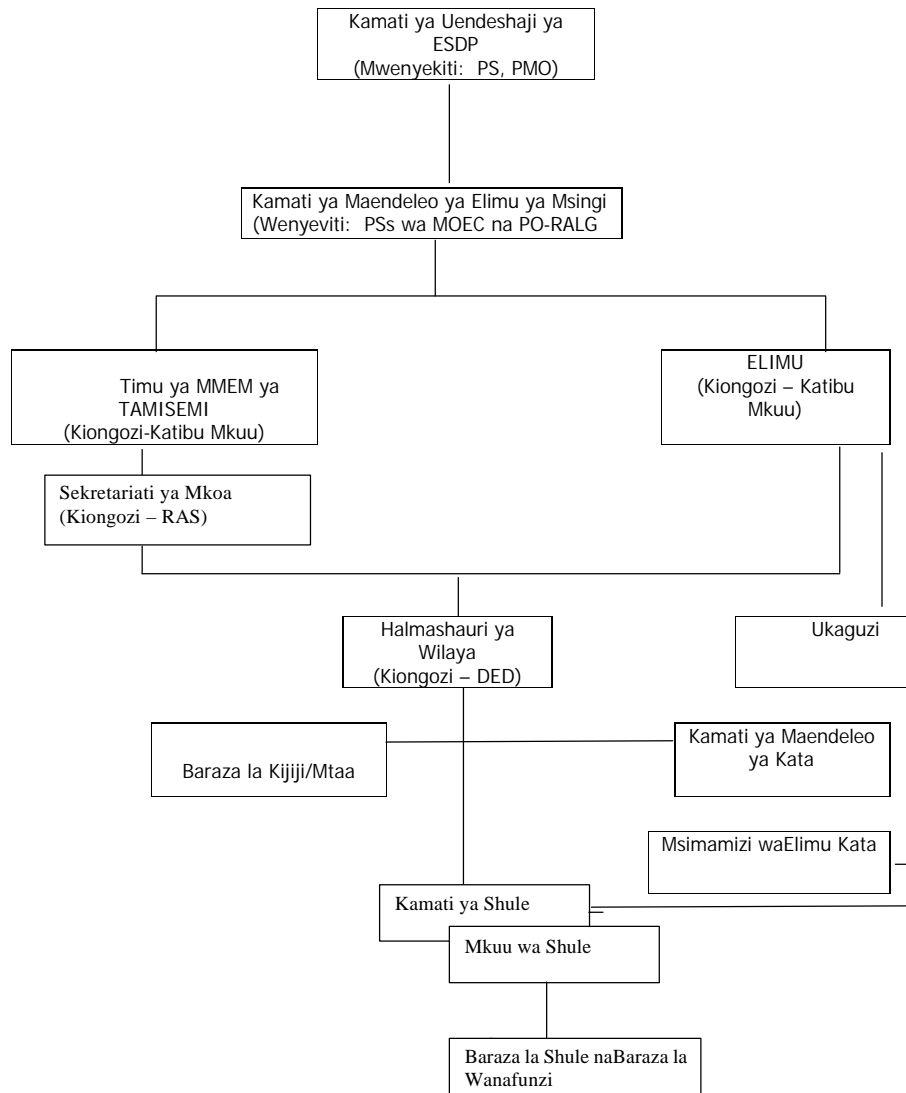 Kamati ya Uendeshaji ya
ESDP
(Mwenyekiti: PS, PMO)
Kamati ya Maendeleo ya Elimu ya Msingi
(Wenyeviti: PSs wa MOEC na PO-RALG
Timu ya MMEM ya
TAMISEMI
(Kiongozi-Katibu Mkuu)
ELIMU
(Kiongozi – Katibu
Mkuu)
Sekretariati ya Mkoa
(Kiongozi – RAS)
Halmashauri ya
Wilaya
(Kiongozi – DED)
Ukaguzi
Baraza la Kijiji/Mtaa
Kamati ya Maendeleo
ya Kata
Msimamizi waElimu Kata
Kamati ya Shule
Mkuu wa Shule
Baraza la Shule naBaraza la
Wanafunzi